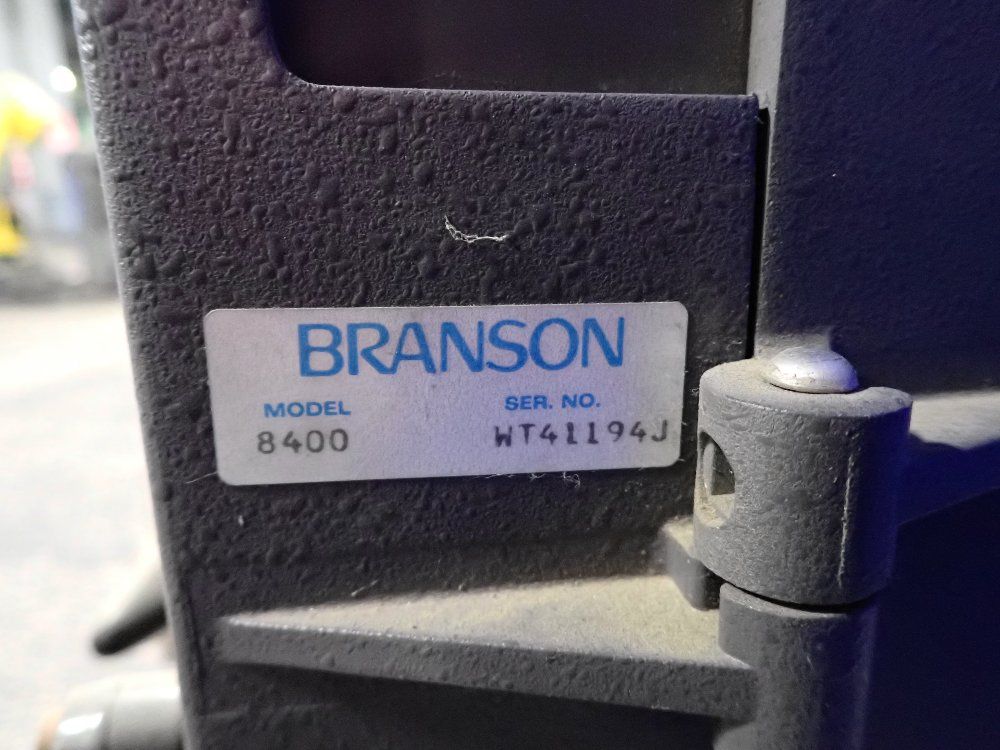 BRANSON
MODEL SER. NO.
8400 WT41194J